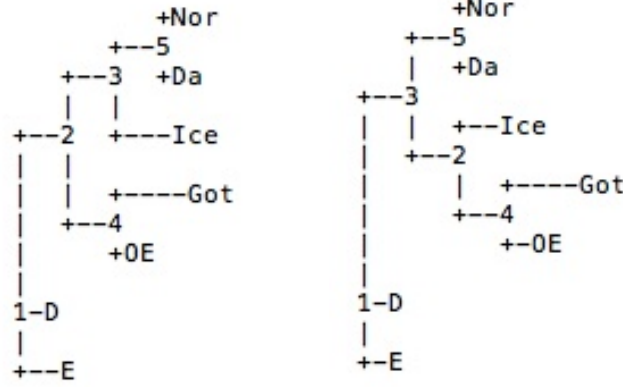 +Nor
+--5
+--3 +Da
| |
+--2 +---Ice
| |
| | +----Got
| +--4
| +OE
|
1-D
|
+--E
+Nor
+--5
| +Da
+--3
| | +--Ice
| +--2
| | +----Got
| +--4
| +-OE
|
1-D
|
+-E